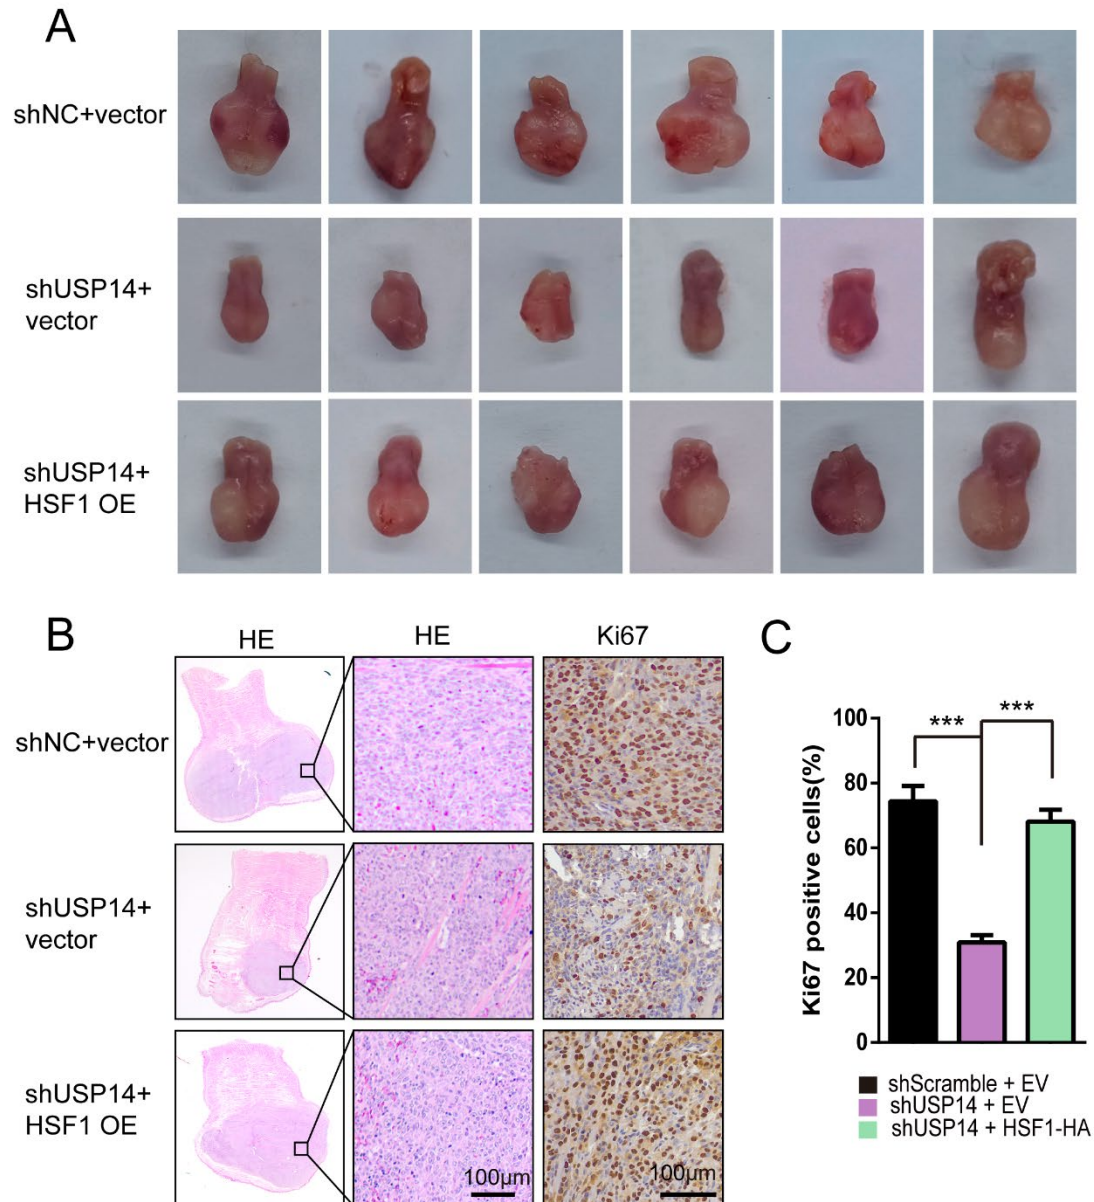 A
shNC+vector
shUSP14+
vector
shUSP14+
HSF1 OE
B
HE
HE
Ki67
shNC+vector
shUSP14+
vector
shUSP14+
HSF1 OE
100μm
100μm
C
Ki67 positive cells(%)
100
80
60
40
20
0
***
***
shScramble + EV
shUSP14 + EV
shUSP14 + HSF1-HA